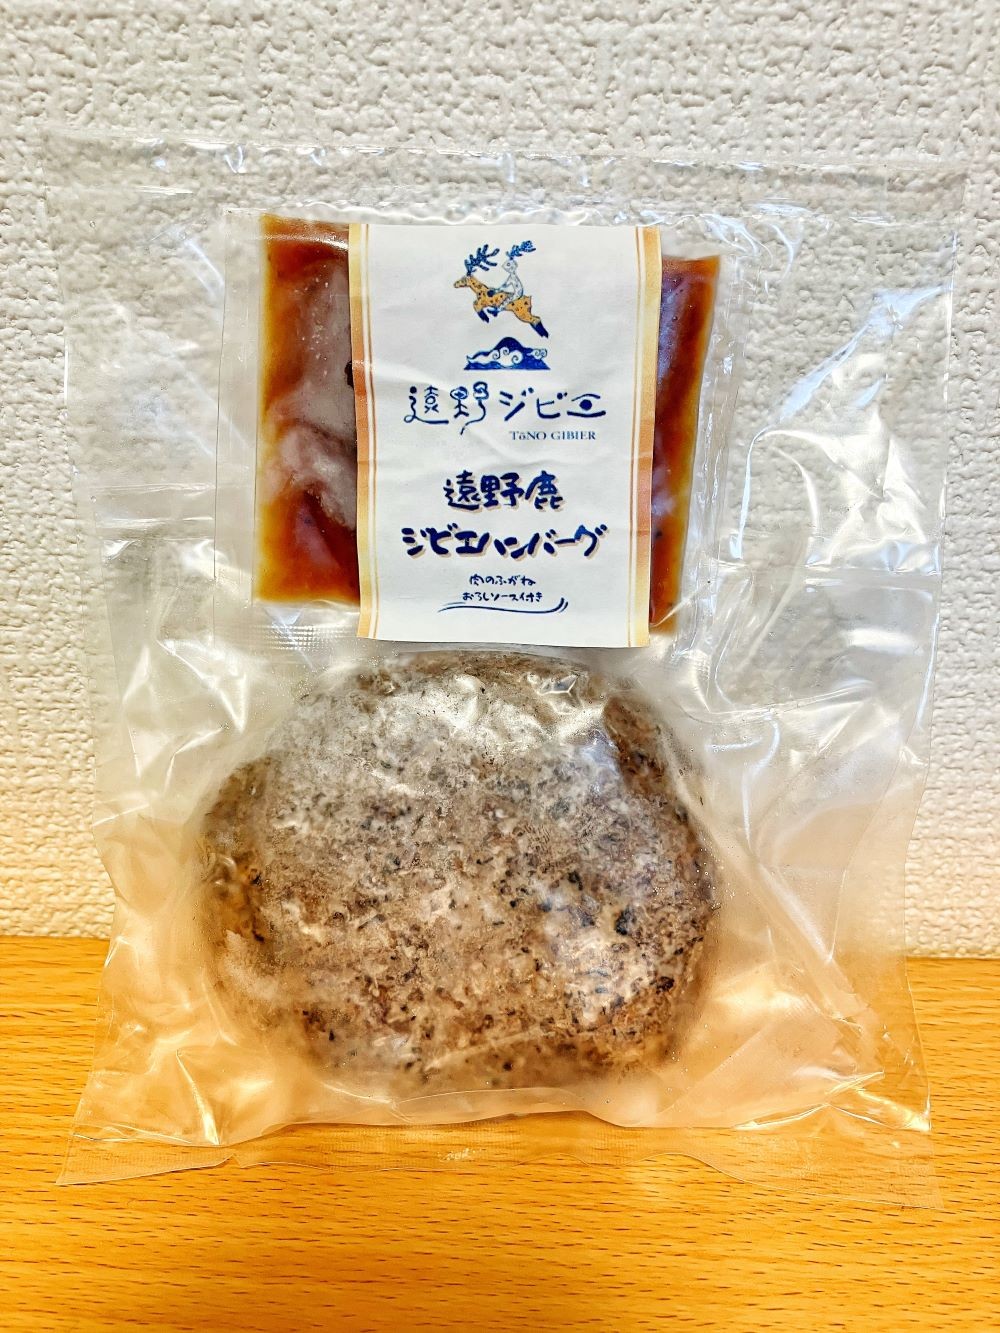 遠野ジビエ
TōNO GIBIER
遠野鹿
ジビエハンバーグ
肉のふがね
おろしソース付き